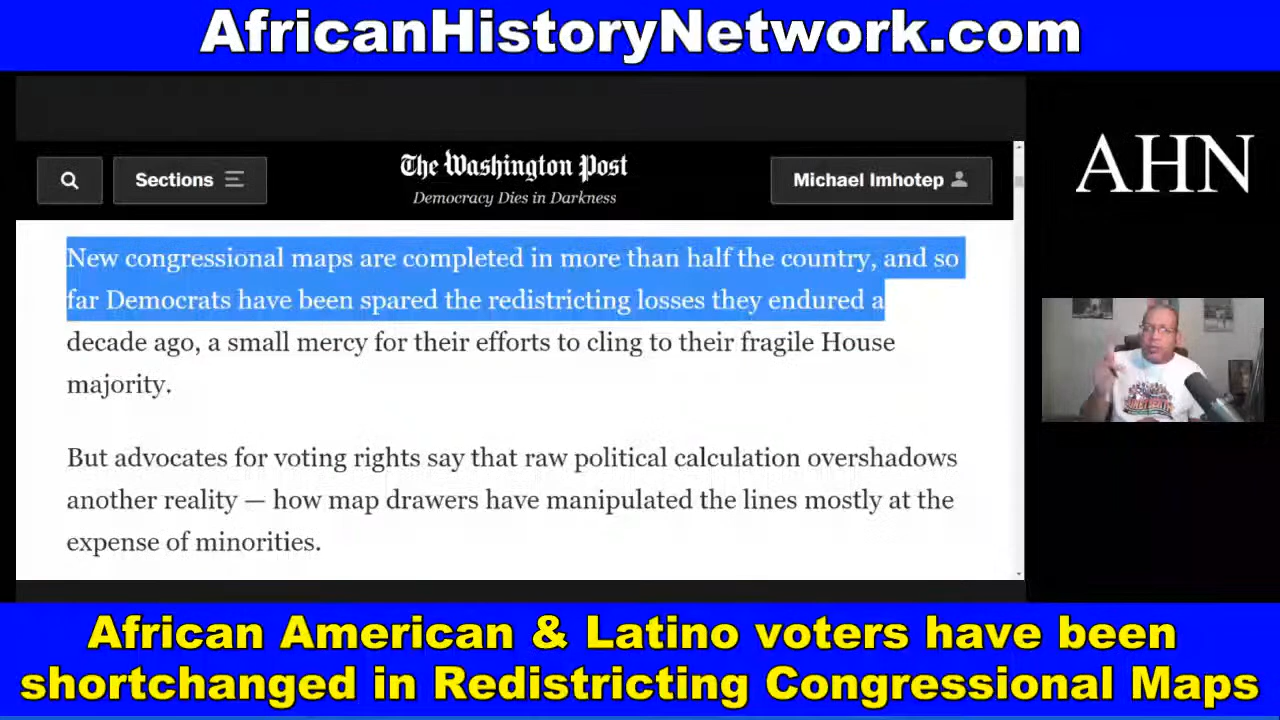 AfricanHistoryNetwork.com
Sections
The Washington Post
Democracy Dies in Darkness
Michael Imhotep
AHN
New congressional maps are completed in more than half the country, and so
far Democrats have been spared the redistricting losses they endured a
decade ago, a small mercy for their efforts to cling to their fragile House
majority.
But advocates for voting rights say that raw political calculation overshadows
another reality — how map drawers have manipulated the lines mostly at the
expense of minorities.
African American & Latino voters have been
shortchanged in Redistricting Congressional Maps